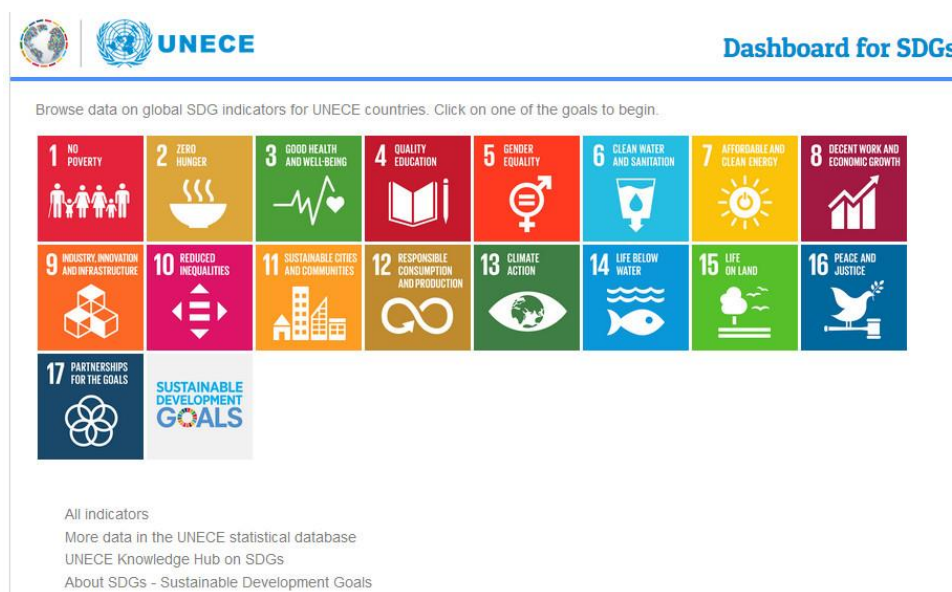 UNECE
Dashboard for SDGs
Browse data on global SDG indicators for UNECE countries. Click on one of the goals to begin.
1 NO
POVERTY
2 ZERO
HUNGER
3 GOOD HEALTH
AND WELL-BEING
4 QUALITY
EDUCATION
5 GENDER
EQUALITY
6 CLEAN WATER
AND SANITATION
7 AFFORDABLE AND
CLEAN ENERGY
8 DECENT WORK AND
ECONOMIC GROWTH
9 INDUSTRY, INNOVATION
AND INFRASTRUCTURE
10 REDUCED
INEQUALITIES
11 SUSTAINABLE CITIES
AND COMMUNITIES
12 RESPONSIBLE
CONSUMPTION
AND PRODUCTION
13 CLIMATE
ACTION
14 LIFE BELOW
WATER
15 LIFE
ON LAND
16 PEACE AND
JUSTICE
17 PARTNERSHIPS
FOR THE GOALS
SUSTAINABLE
DEVELOPMENT
GOALS
All indicators
More data in the UNECE statistical database
UNECE Knowledge Hub on SDGs
About SDGs - Sustainable Development Goals